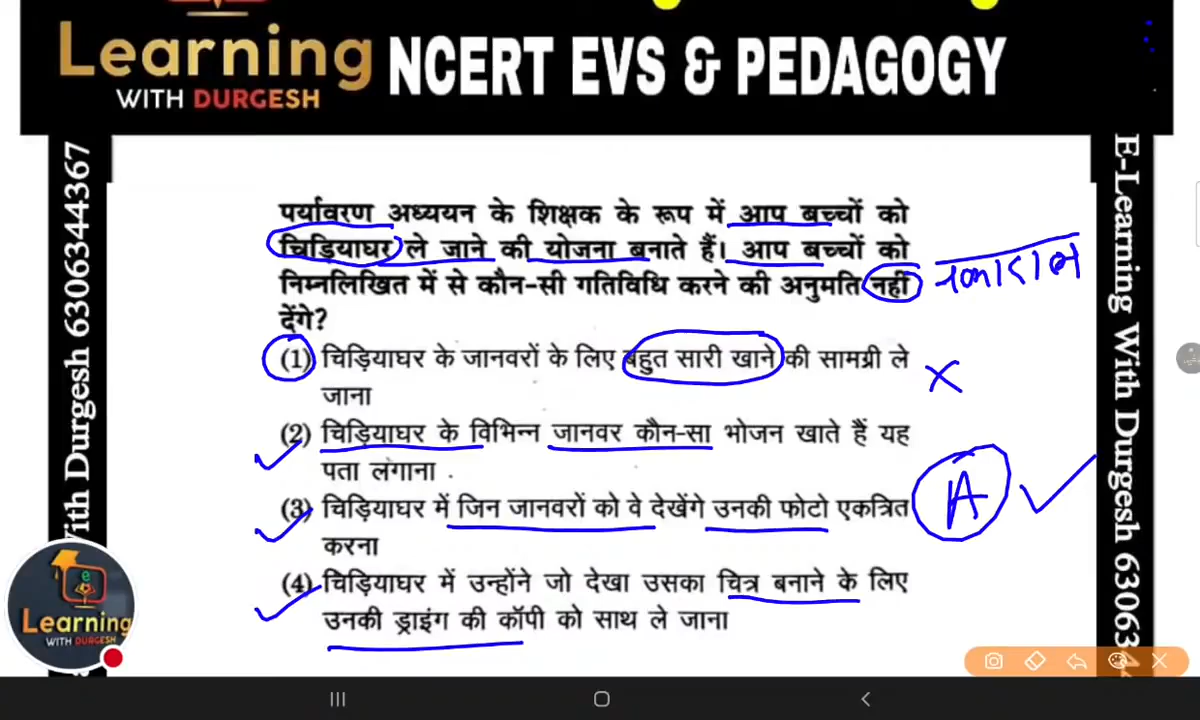 Learning
WITH DURGESH
NCERT EVS & PEDAGOGY
पर्यावरण अध्ययन के शिक्षक के रूप में आप बच्चों को
चिड़ियाघर ले जाने की योजना बनाते हैं। आप बच्चों को
निम्नलिखित में से कौन-सी गतिविधि करने की अनुमति नहीं
देंगे?
(1) चिड़ियाघर के जानवरों के लिए बहुत सारी खाने की सामग्री ले
जाना
(2) चिड़ियाघर के विभिन्न जानवर कौन-सा भोजन खाते हैं यह
पता लगाना
(3) चिड़ियाघर में जिन जानवरों को वे देखेंगे उनकी फोटो एकत्रित
करना
A
(4) चिड़ियाघर में उन्होंने जो देखा उसका चित्र बनाने के लिए
उनकी ड्राइंग की कॉपी को साथ ले जाना
With Durgesh 6306344367
E-Learning With Durgesh 630634
e
Learning
WITH DURGESH